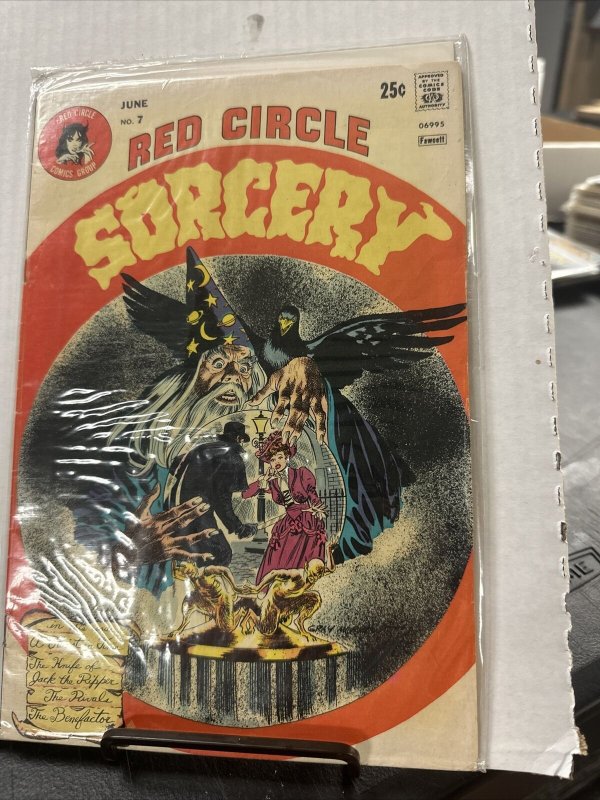 RED CIRCLE
COMICS GROUP
JUNE
NO. 7
25¢
APPROVED
BY THE
COMICS
CODE
AUTHORITY
06995
Fawcett
RED CIRCLE
SORCERY
GRAY
in
The Knife of
Jack the Ripper
The Rivals
The Benefactor